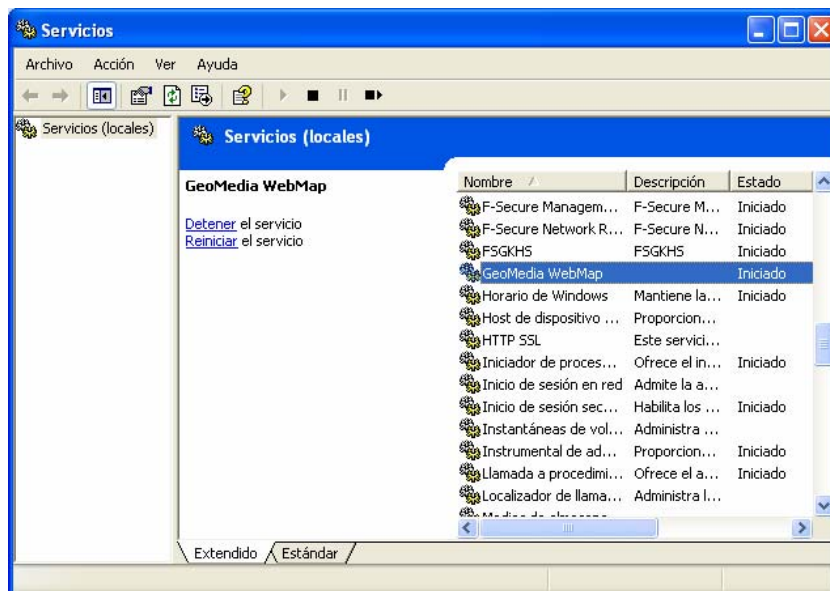 Servicios
Archivo Acción Ver Ayuda
Servicios (locales)
Servicios (locales)
GeoMedia WebMap
Detener el servicio
Reiniciar el servicio
Nombre Descripción Estado
F-Secure Managem... F-Secure M... Iniciado
F-Secure Network R... F-Secure N... Iniciado
FSGKHS FSGKHS Iniciado
GeoMedia WebMap Iniciado
Horario de Windows Mantiene la... Iniciado
Host de dispositivo ... Proporcion...
HTTP SSL Este servici...
Iniciador de proces... Ofrece el in... Iniciado
Inicio de sesión en red Admite la a...
Inicio de sesión sec... Habilita los ... Iniciado
Instantáneas de vol... Administra ...
Instrumental de ad... Proporcion... Iniciado
Llamada a procedimi... Ofrece el a... Iniciado
Localizador de llama... Administra l...
Extendido Estándar